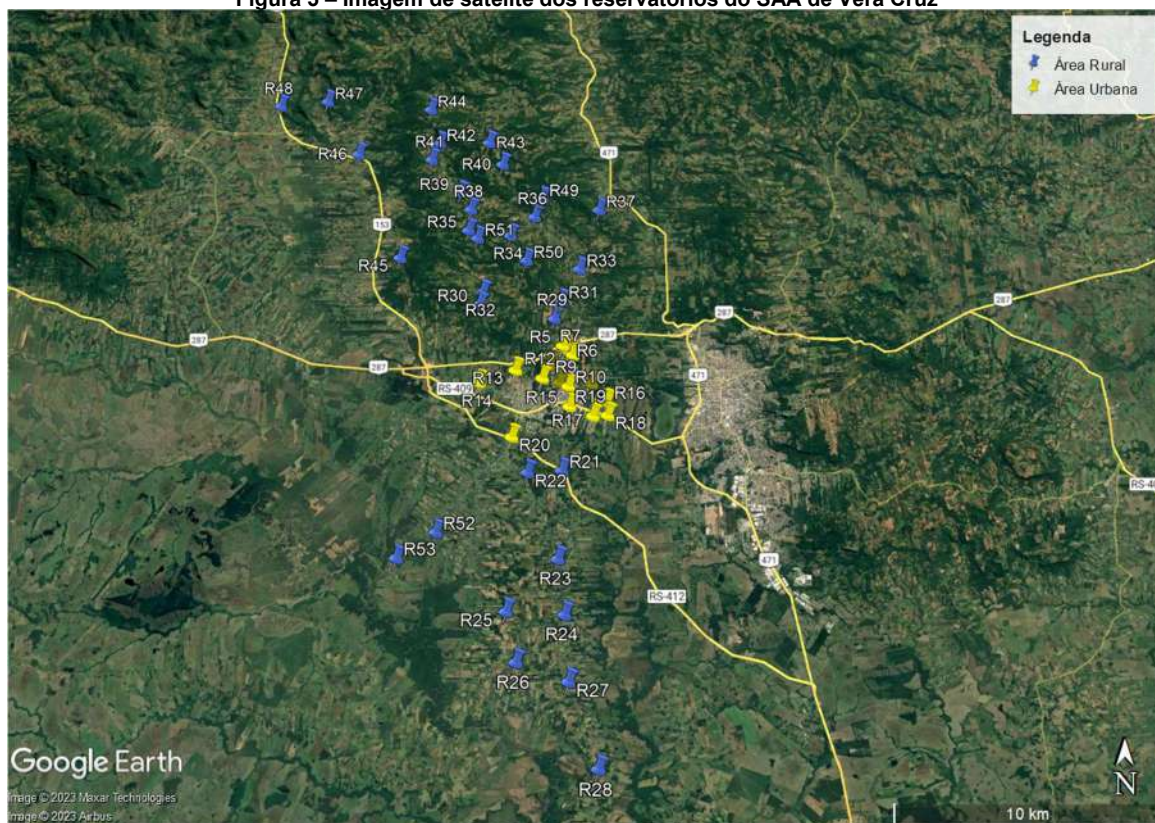 Figura 5 – Imagem de satélite dos reservatórios do SAA de Vera Cruz
Legenda
Área Rural
Área Urbana
R48
R47
R44
R42
R41
R43
R40
R46
471
R39
R38
R49
R36
R37
153
R35
R51
R34
R50
R45
R33
R30
R31
R29
R32
287
287
287
R5
R7
R6
287
R12
R9
R13
R10
RS-409
471
R14
R15
R19
R16
R17
R18
R20
R21
R22
RS-40
R52
R53
R23
471
RS-412
R25
R24
R26
R27
R28
Google Earth
Image © 2023 Maxar Technologies
Image © 2023 Airbus
N
10 km